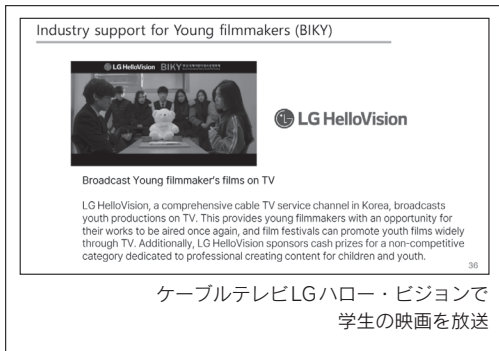 Industry support for Young filmmakers (BIKY)
LG HelloVision BIKY
LG HelloVision
Broadcast Young filmmaker's films on TV
LG HelloVision, a comprehensive cable TV service channel in Korea, broadcasts
youth productions on TV. This provides young filmmakers with an opportunity for
their works to be aired once again, and film festivals can promote youth films widely
through TV. Additionally, LG HelloVision sponsors cash prizes for a non-competitive
category dedicated to professional creating content for children and youth.
36
ケーブルテレビLGハロー・ビジョンで
学生の映画を放送